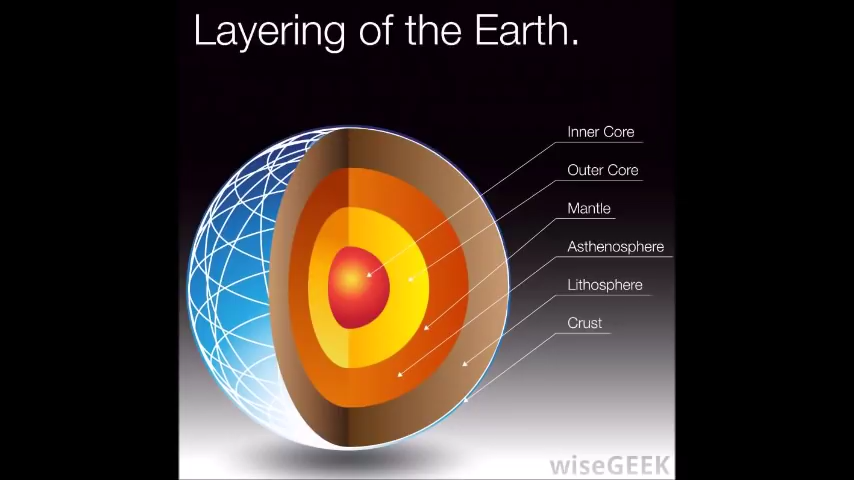 Layering of the Earth.
Inner Core
Outer Core
Mantle
Asthenosphere
Lithosphere
Crust
wiseGEEK